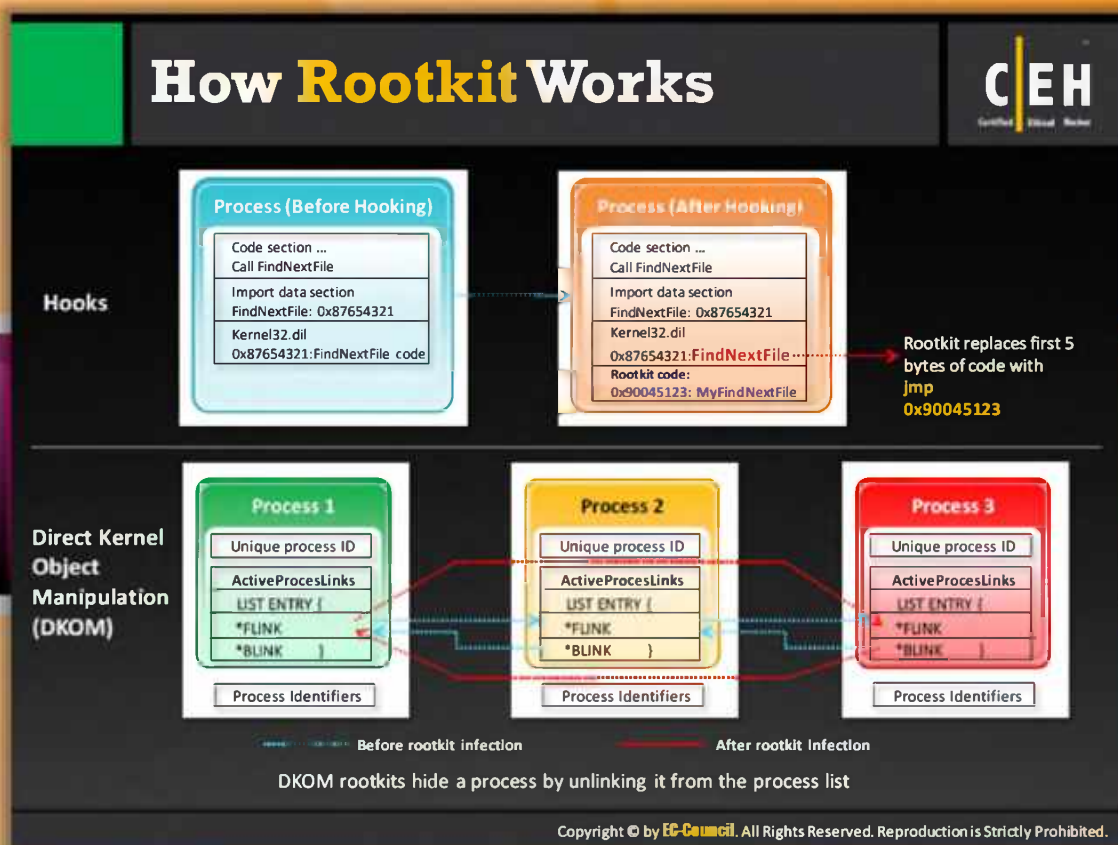 How Rootkit Works
C|EH
Certified Ethical Hacker
Process (Before Hooking)
Code section ...
Call FindNextFile
Import data section
FindNextFile: 0x87654321
Kernel32.dil
0x87654321:FindNextFile code
Process (After Hooking)
Code section ...
Call FindNextFile
Import data section
FindNextFile: 0x87654321
Kernel32.dil
0x87654321:FindNextFile
Rootkit code:
0x90045123: MyFindNextFile
Hooks
Rootkit replaces first 5
bytes of code with
jmp
0x90045123
Direct Kernel
Object
Manipulation
(DKOM)
Process 1
Unique process ID
ActiveProcesLinks
LIST ENTRY {
*FLINK
*BLINK }
Process Identifiers
Process 2
Unique process ID
ActiveProcesLinks
LIST ENTRY {
*FLINK
*BLINK }
Process Identifiers
Process 3
Unique process ID
ActiveProcesLinks
LIST ENTRY {
*FLINK
*BLINK }
Process Identifiers
Before rootkit infection
After rootkit Infection
DKOM rootkits hide a process by unlinking it from the process list
Copyright © by EC-Council. All Rights Reserved. Reproduction is Strictly Prohibited.